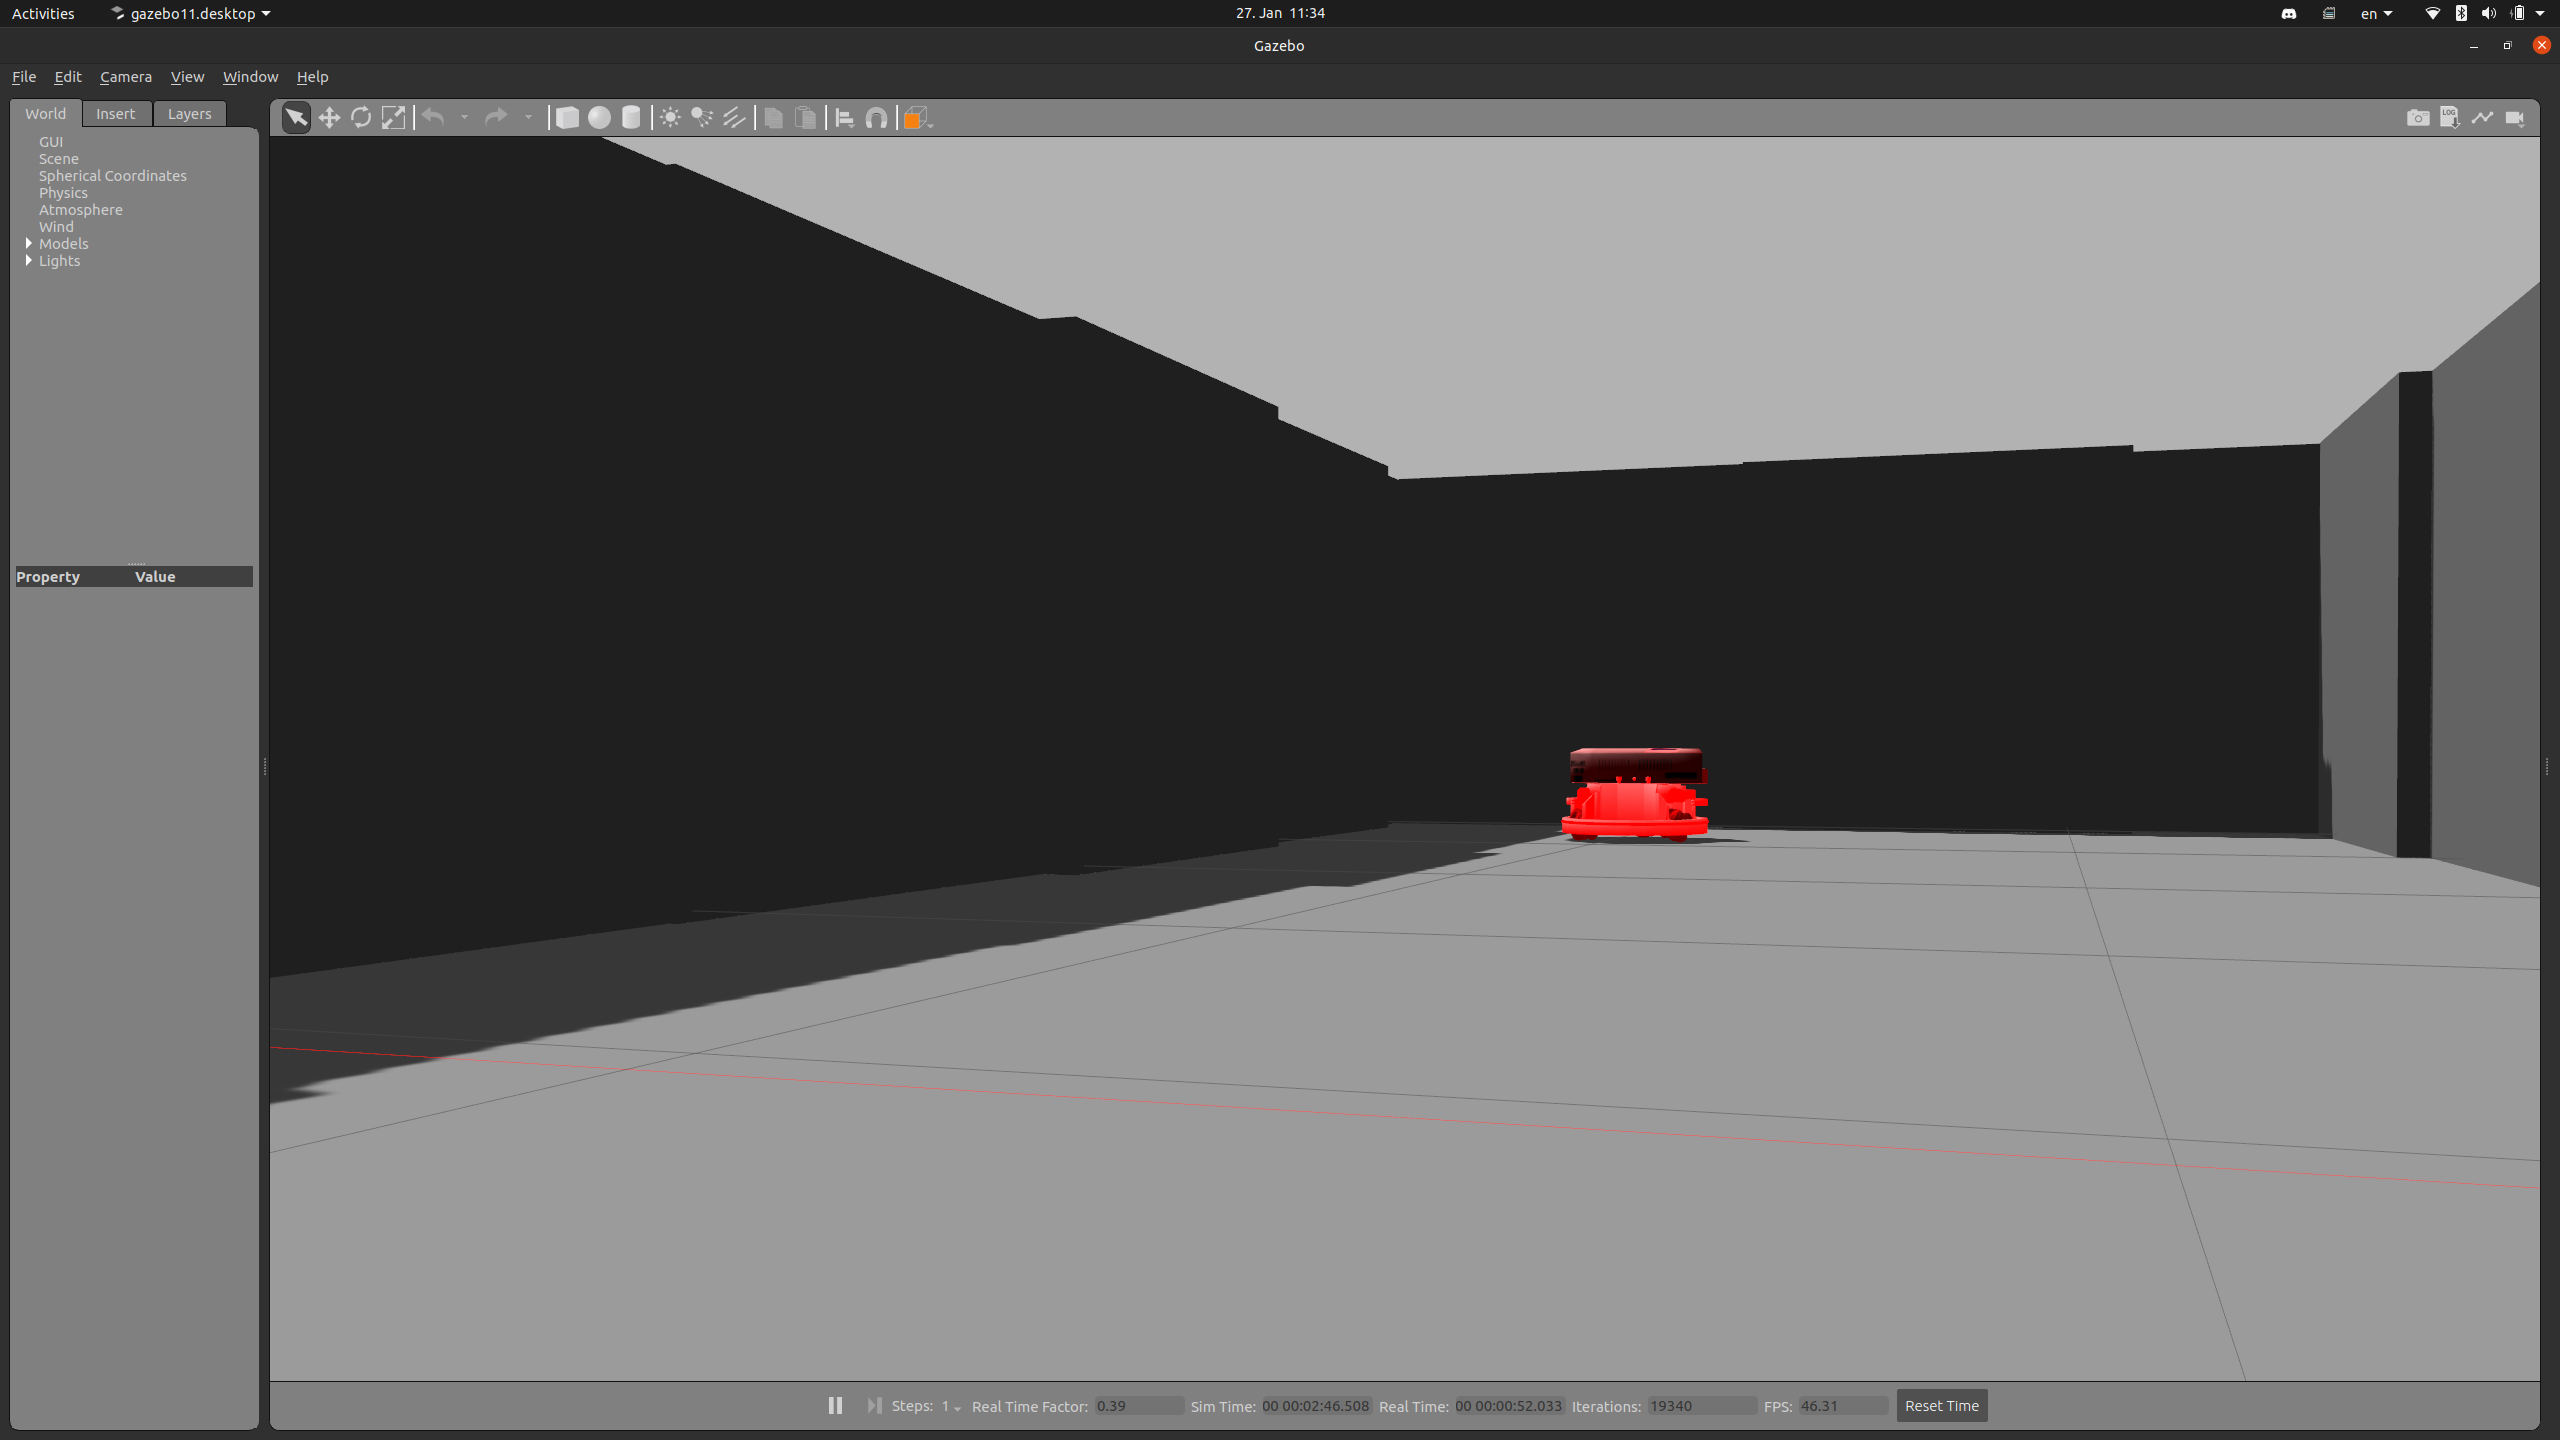 Activities gazebo11.desktop 27. Jan 11:34 en
Gazebo
File Edit Camera View Window Help
World Insert Layers
LOG
GUI
Scene
Spherical Coordinates
Physics
Atmosphere
Wind
Models
Lights
Property Value
Steps: 1 Real Time Factor: 0.39 Sim Time: 00 00:02:46.508 Real Time: 00 00:00:52.033 Iterations: 19340 FPS: 46.31 Reset Time